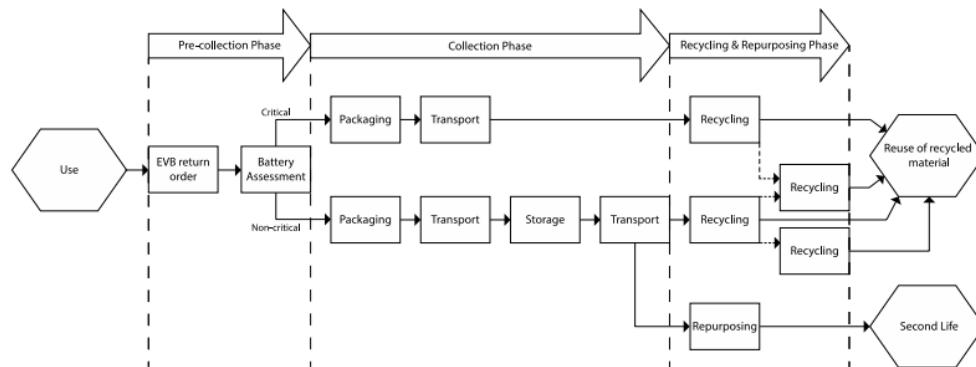 Pre-collection Phase
Collection Phase
Recycling & Repurposing Phase
Critical
Packaging
Transport
Recycling
Use
EVB return
order
Battery
Assessment
Reuse of recycled
material
Recycling
Non-critical
Packaging
Transport
Storage
Transport
Recycling
Recycling
Repurposing
Second Life